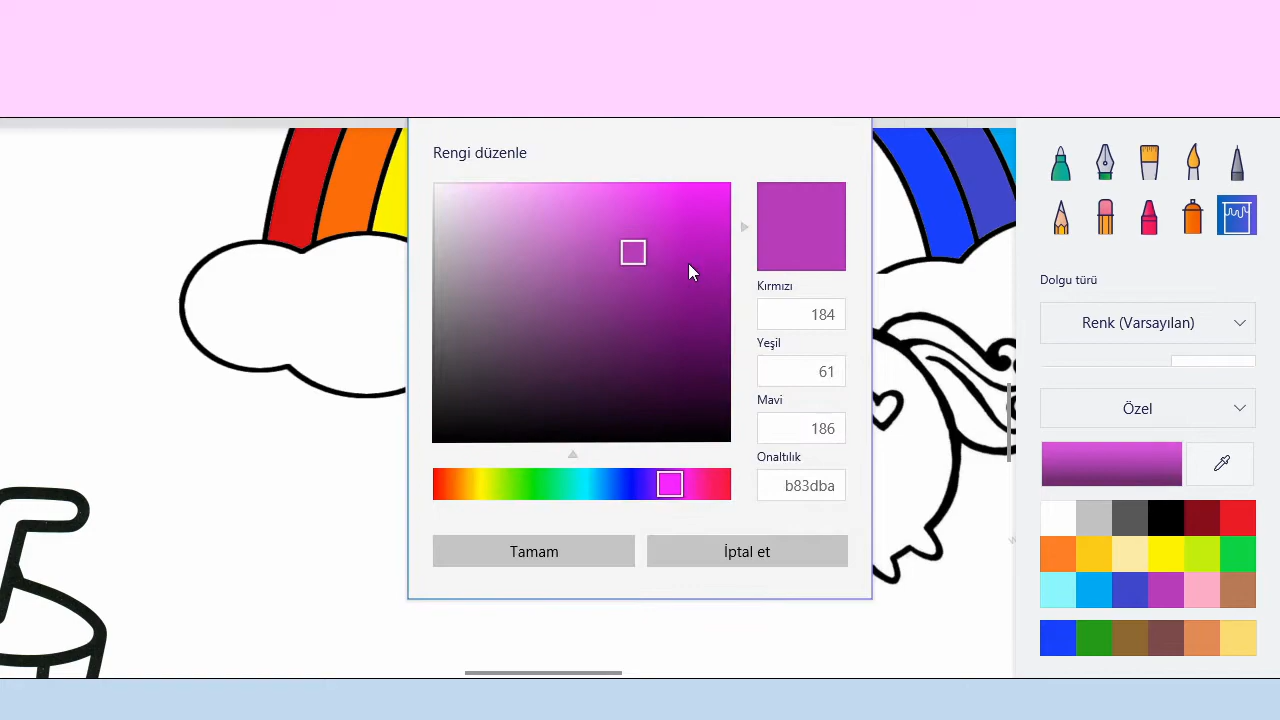 Rengi düzenle
Kırmızı
184
Yeşil
61
Mavi
186
Onaltılık
b83dba
Tamam
İptal et
Dolgu türü
Renk (Varsayılan)
Özel